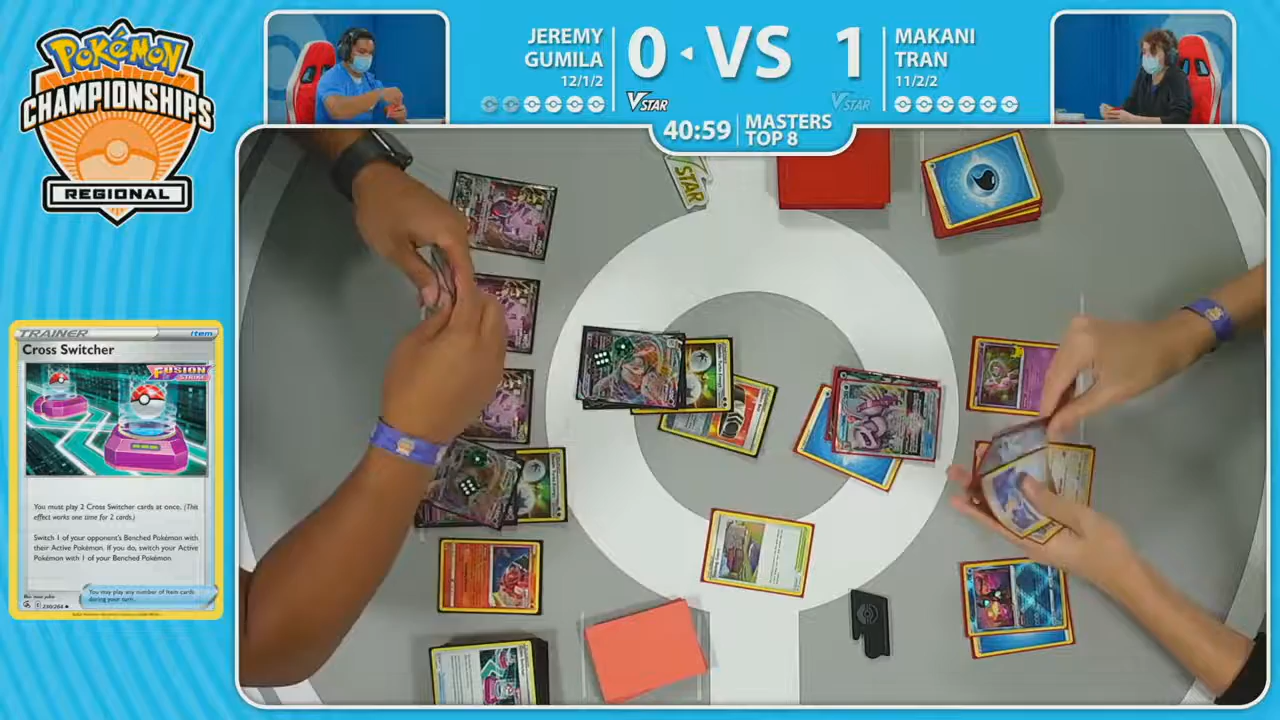 Pokémon
CHAMPIONSHIPS
REGIONAL
JEREMY
GUMILA
12/1/2
0
VSTAR
VS
1
VSTAR
MAKANI
TRAN
11/2/2
40:59
MASTERS
TOP 8
STAR
TRAINER
Item
Cross Switcher
FUSION
STRIKE
You must play 2 Cross Switcher cards at once. (This
effect works one time for 2 cards.)
Switch 1 of your opponent's Benched Pokémon with
their Active Pokémon. If you do, switch your Active
Pokémon with 1 of your Benched Pokémon.
You may play any number of Item cards
during your turn.
230/264